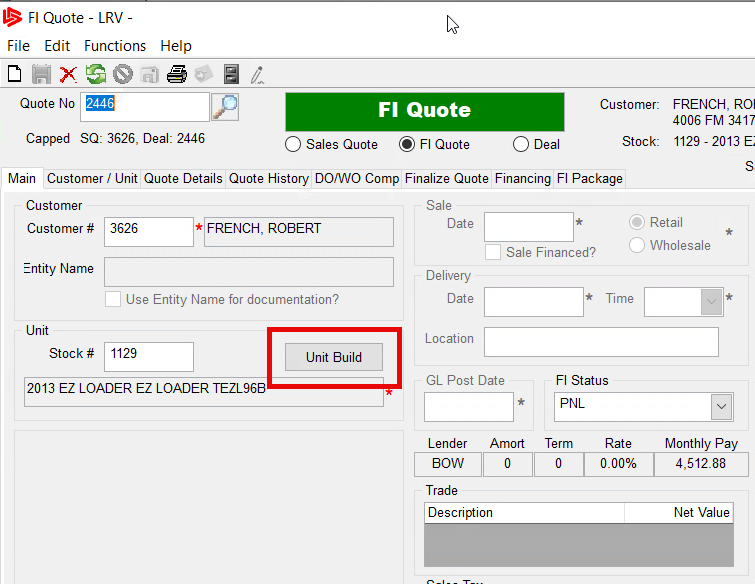 FI Quote - LRV -
File Edit Functions Help
Quote No 2446
FI Quote
Customer: FRENCH, RO
4006 FM 3417
Capped SQ: 3626, Deal: 2446
Sales Quote FI Quote Deal
Stock: 1129 - 2013 EZ
S
Main Customer / Unit Quote Details Quote History DO/WO Comp Finalize Quote Financing FI Package
Customer
Customer # 3626 * FRENCH, ROBERT
Entity Name
Use Entity Name for documentation?
Unit
Stock # 1129 Unit Build
2013 EZ LOADER EZ LOADER TEZL96B *
Sale
Date * Retail
Sale Financed? Wholesale *
Delivery
Date * Time *
Location
GL Post Date
*
FI Status
PNL
Lender Amort Term Rate Monthly Pay
BOW 0 0 0.00% 4,512.88
Trade
Description Net Value
Sales Tax